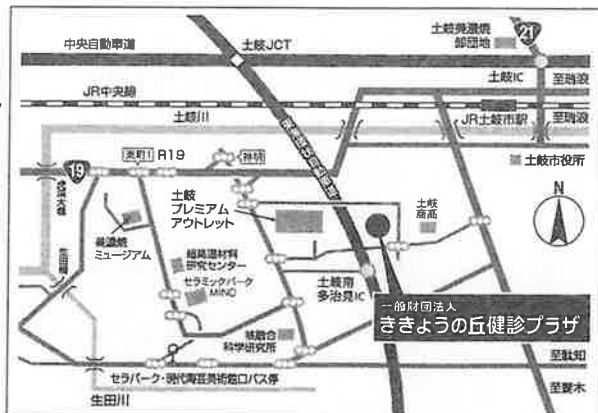 中央自動車道
土岐JCT
土岐美濃焼
卸団地
21
土岐IC
至瑞浪
JR中央線
土岐川
JR土岐市駅
至瑞浪
19
東町1
R19
神明
土岐市役所
土岐
プレミアム
アウトレット
土岐
商高
N
美濃焼
ミュージアム
超高温材料
研究センター
セラミックパーク
MINO
土岐南
多治見IC
一般財団法人
ききょうの丘健診プラザ
核融合
科学研究所
至駄知
セラパーク・現代陶芸美術館口バス停
生田川
至妻木